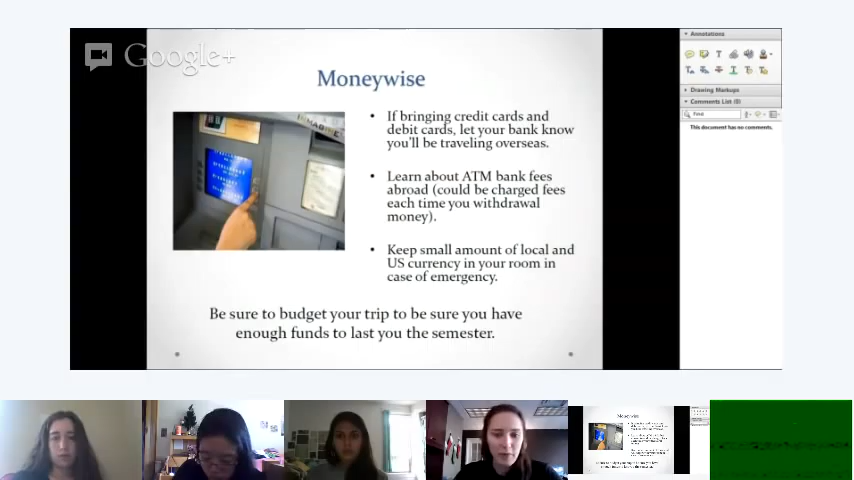 Google+
Moneywise
• If bringing credit cards and
debit cards, let your bank know
you'll be traveling overseas.
• Learn about ATM bank fees
abroad (could be charged fees
each time you withdrawal
money).
• Keep small amount of local and
US currency in your room in
case of emergency.
Be sure to budget your trip to be sure you have
enough funds to last you the semester.
Annotations
Drawing Markups
Comments List (0)
Find
This document has no comments.
Moneywise